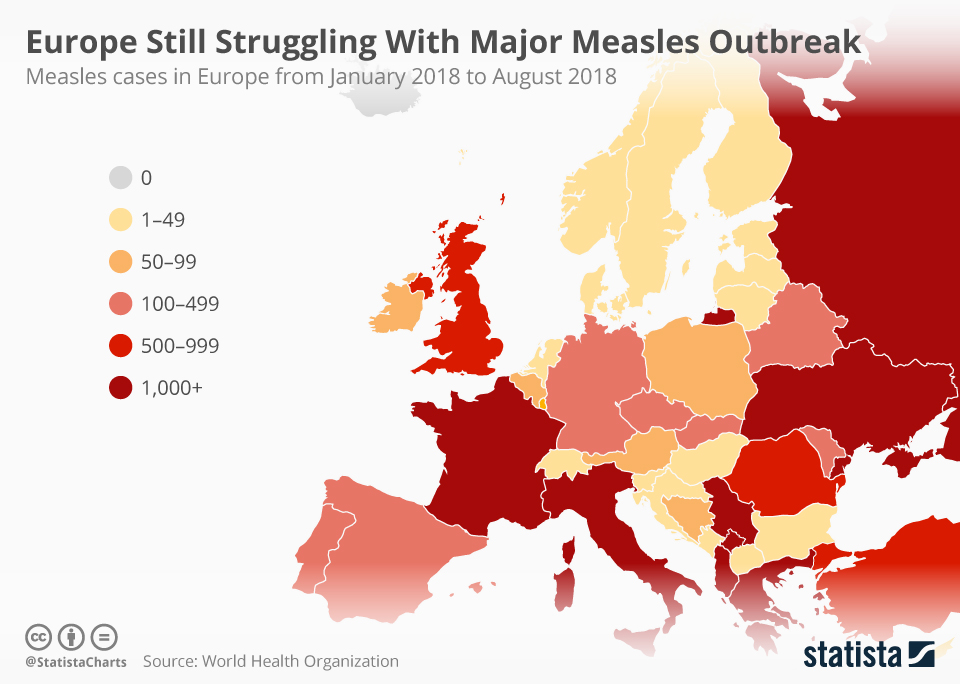 Europe Still Struggling With Major Measles Outbreak
Measles cases in Europe from January 2018 to August 2018
0
1–49
50–99
100–499
500–999
1,000+
cc
@StatistaCharts
Source: World Health Organization
statista